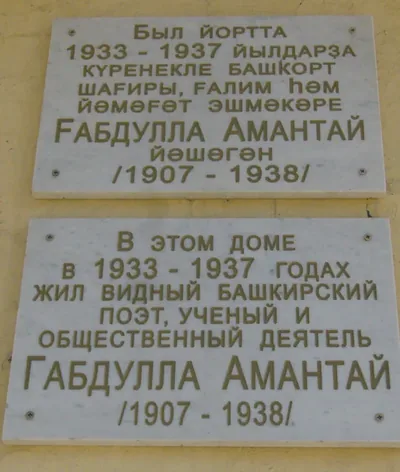 Был йортта
1933 - 1937 йылдарҙа
күренекле башҡорт
шағиры, ғалим һәм
йәмәғәт эшмәкәре
Ғабдулла Амантай
йәшәгән
/1907 - 1938/
В этом доме
в 1933 - 1937 годах
жил видный башкирский
поэт, ученый и
общественный деятель
Габдулла Амантай
/1907 - 1938/